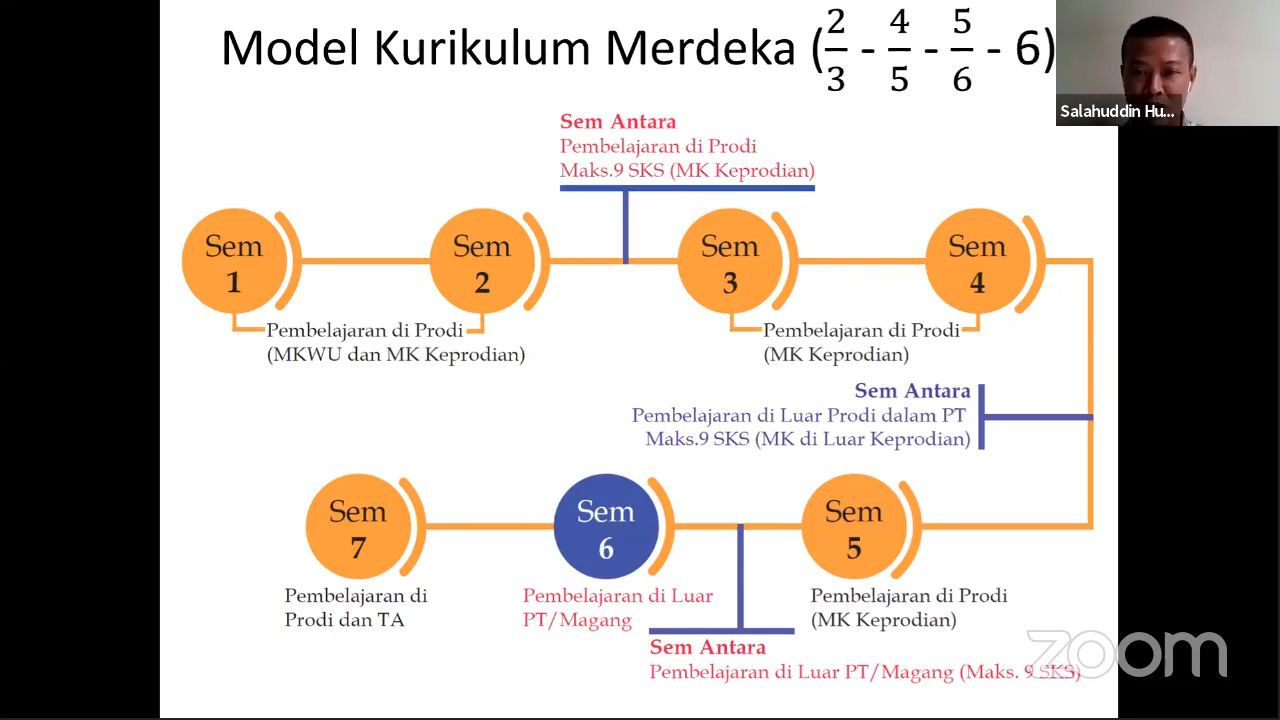 Model Kurikulum Merdeka (2/3 - 4/5 - 5/6 - 6)
Salahuddin Hu...
Sem Antara
Pembelajaran di Prodi
Maks.9 SKS (MK Keprodian)
Sem
1
Sem
2
Sem
3
Sem
4
Pembelajaran di Prodi
(MKWU dan MK Keprodian)
Pembelajaran di Prodi
(MK Keprodian)
Sem Antara
Pembelajaran di Luar Prodi dalam PT
Maks.9 SKS (MK di Luar Keprodian)
Sem
7
Sem
6
Sem
5
Pembelajaran di
Prodi dan TA
Pembelajaran di Luar
PT/Magang
Pembelajaran di Prodi
(MK Keprodian)
Sem Antara
Pembelajaran di Luar PT/Magang (Maks. 9 SKS)
zoom